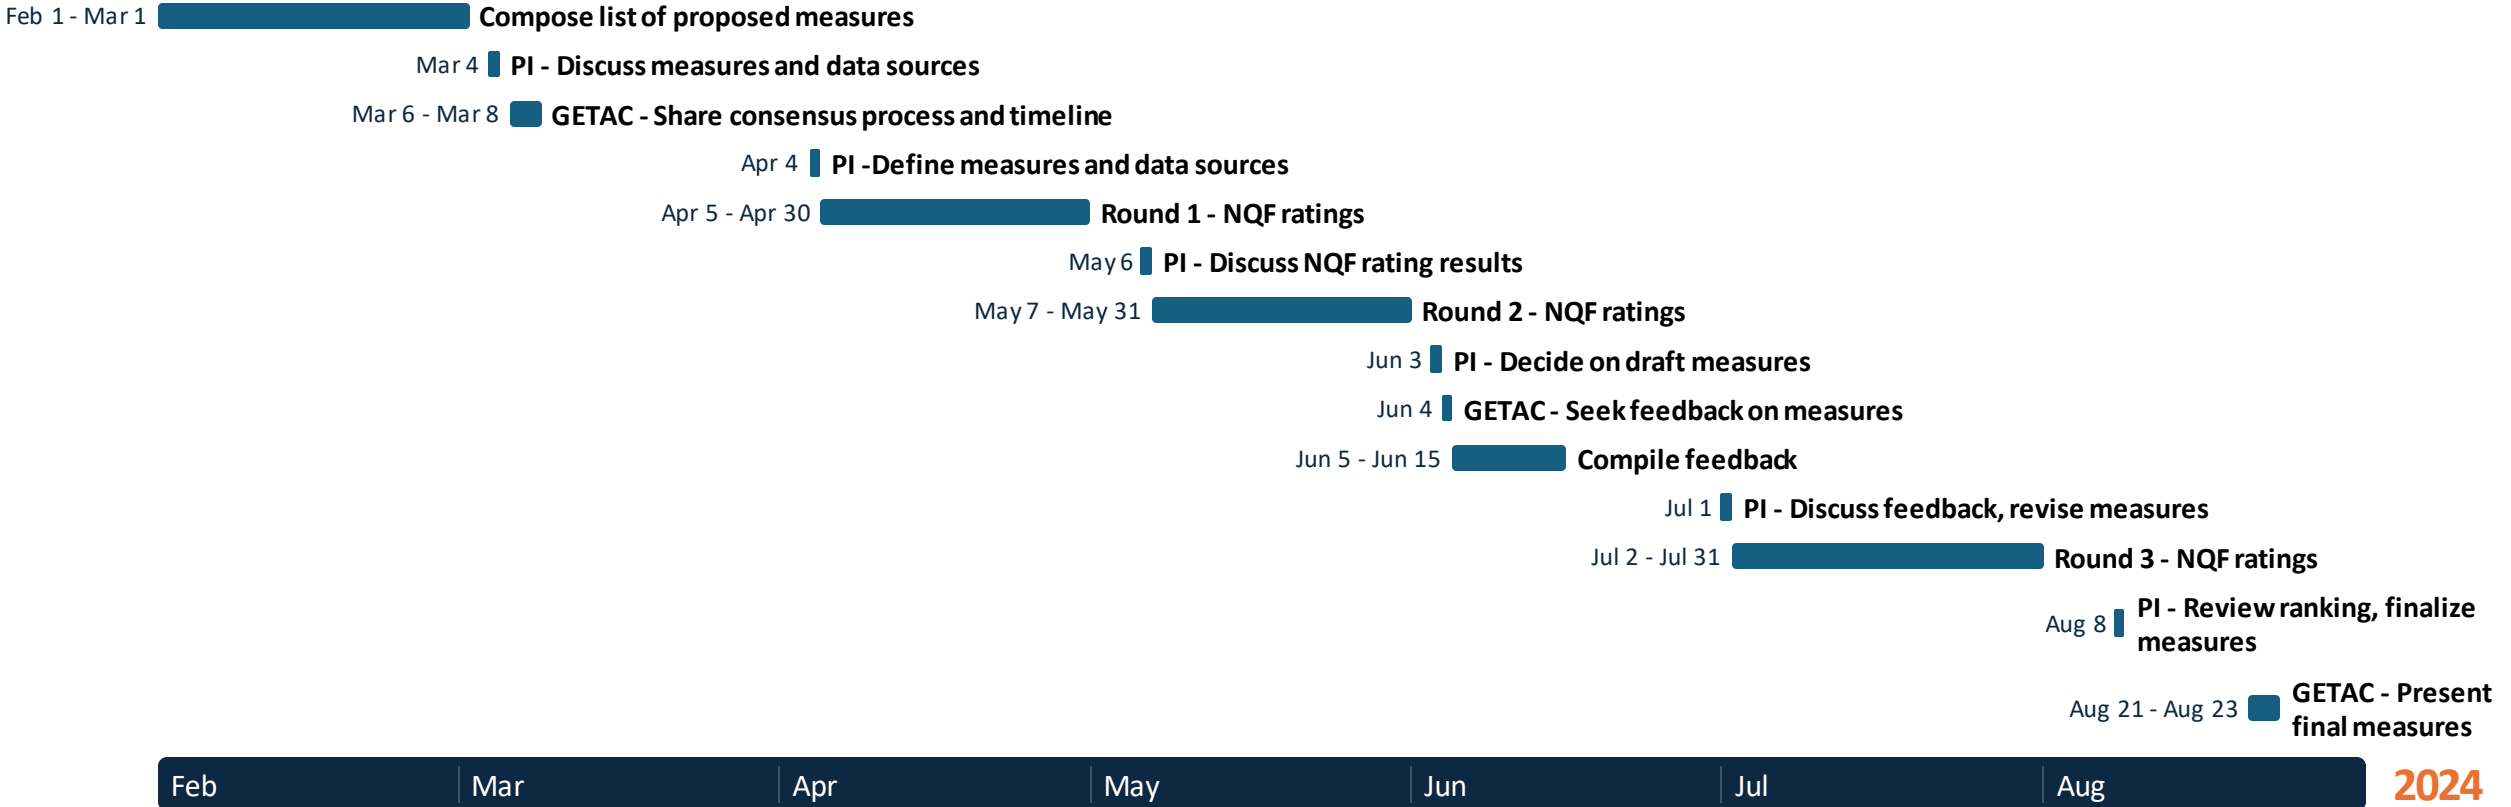 Feb 1 - Mar 1 Compose list of proposed measures
Mar 4 PI - Discuss measures and data sources
Mar 6 - Mar 8 GETAC - Share consensus process and timeline
Apr 4 PI -Define measures and data sources
Apr 5 - Apr 30 Round 1 - NQF ratings
May 6 PI - Discuss NQF rating results
May 7 - May 31 Round 2 - NQF ratings
Jun 3 PI - Decide on draft measures
Jun 4 GETAC - Seek feedback on measures
Jun 5 - Jun 15 Compile feedback
Jul 1 PI - Discuss feedback, revise measures
Jul 2 - Jul 31 Round 3 - NQF ratings
Aug 8 PI - Review ranking, finalize
measures
Aug 21 - Aug 23 GETAC - Present
final measures
Feb Mar Apr May Jun Jul Aug 2024